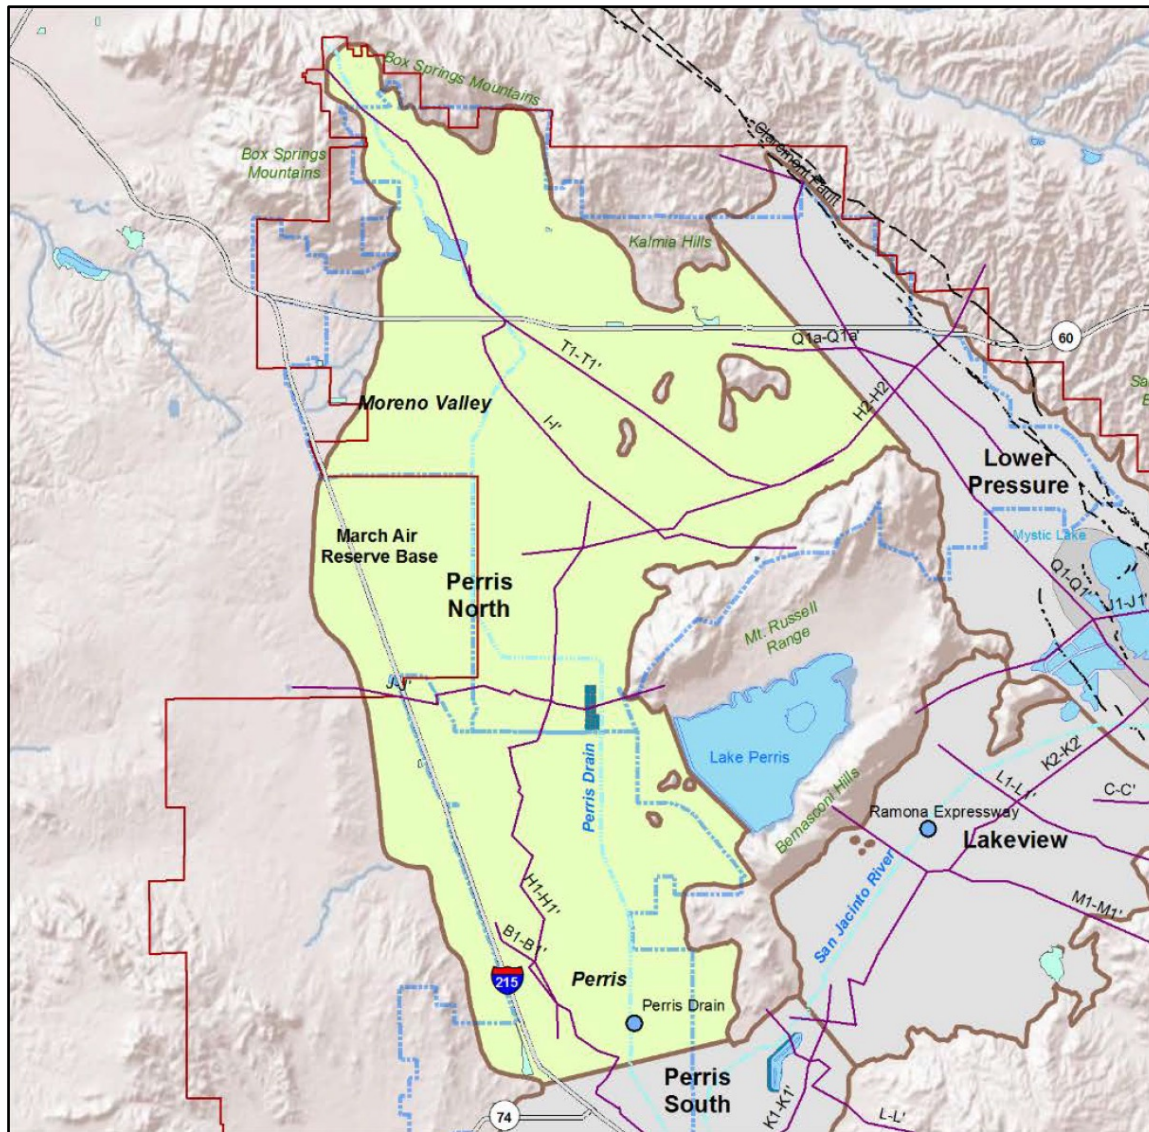 Box Springs Mountains
Box Springs
Mountains
Claremont Fault
Kalmia Hills
60
Q1a-Q1a'
T1-T1'
H2-H2'
Sa
Moreno Valley
I-I'
Lower
Pressure
March Air
Reserve Base
Mystic Lake
Perris
North
Q1-Q1'
J1-J1'
Mt. Russell
Range
J-J'
Perris Drain
Lake Perris
K2-K2'
L1-L1'
C-C'
Bernasconi Hills
Ramona Expressway
Lakeview
H1-H1'
San Jacinto River
M1-M1'
B1-B1'
215
Perris
Perris Drain
Perris
South
K1-K1'
L-L'
74